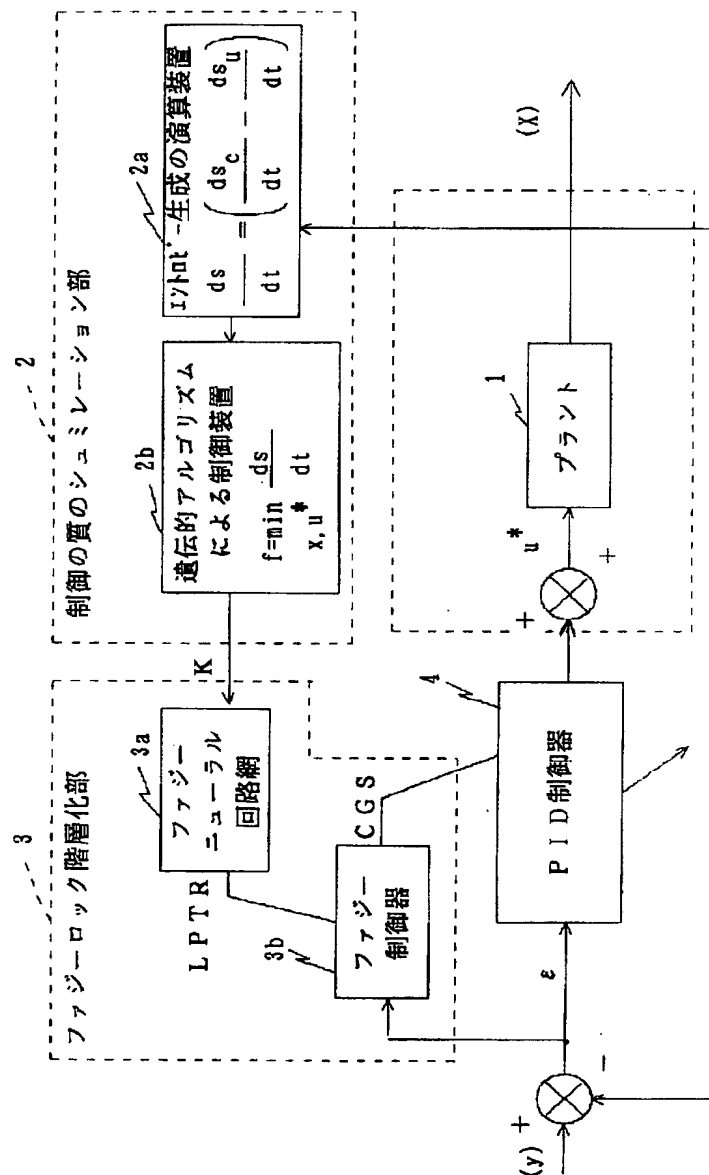 制御の質のシュミレーション部
2
2a
ｴﾝﾄﾛﾋﾟｰ生成の演算装置
ds/dt = (ds_c/dt - ds_u/dt)
2b
遺伝的アルゴリズム
による制御装置
f=min ds/dt
x,u*
K
ファジーロック階層化部
3
3a
ファジー
ニューラル
回路網
LPTR
3b
ファジー
制御器
CGS
(y)
+
-
ε
4
PID制御器
+
+
u*
1
プラント
(X)